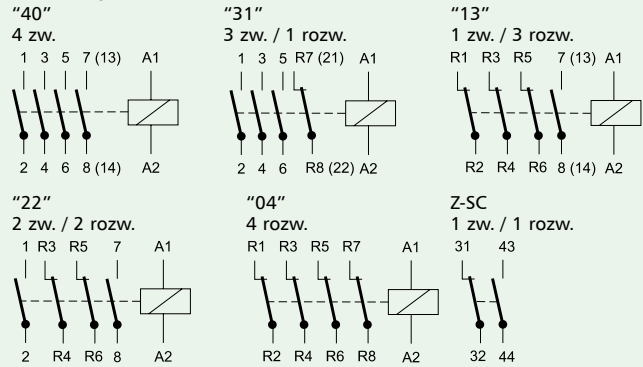 “40”
4 zw.
1 3 5 7 (13) A1
2 4 6 8 (14) A2
“31”
3 zw. / 1 rozw.
1 3 5 R7 (21) A1
2 4 6 R8 (22) A2
“13”
1 zw. / 3 rozw.
R1 R3 R5 7 (13) A1
R2 R4 R6 8 (14) A2
“22”
2 zw. / 2 rozw.
1 R3 R5 7 A1
2 R4 R6 8 A2
“04”
4 rozw.
R1 R3 R5 R7 A1
R2 R4 R6 R8 A2
Z-SC
1 zw. / 1 rozw.
31 43
32 44